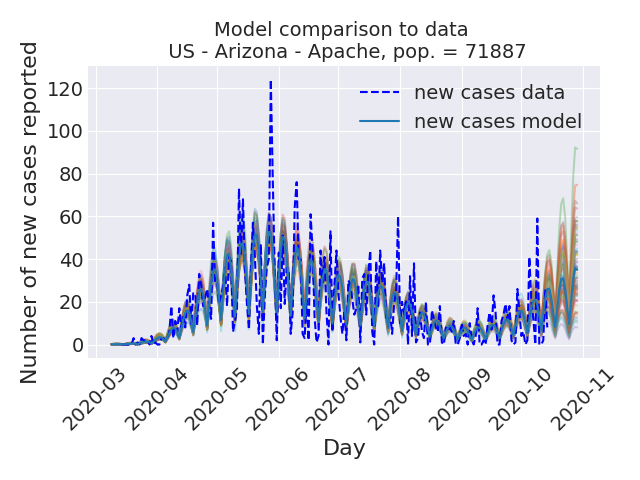 Model comparison to data
US - Arizona - Apache, pop. = 71887
Number of new cases reported
120
100
80
60
40
20
0
new cases data
new cases model
2020-03
2020-04
2020-05
2020-06
2020-07
2020-08
2020-09
2020-10
2020-11
Day